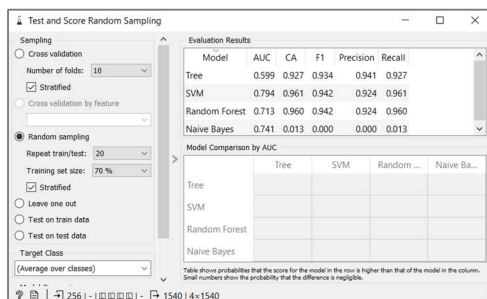 Test and Score Random Sampling
Sampling
Cross validation
Number of folds: 10
Stratified
Cross validation by feature
Random sampling
Repeat train/test: 20
Training set size: 70 %
Stratified
Leave one out
Test on train data
Test on test data
Target Class
(Average over classes)
Evaluation Results
Model AUC CA F1 Precision Recall
Tree 0.599 0.927 0.934 0.941 0.927
SVM 0.794 0.961 0.942 0.924 0.961
Random Forest 0.713 0.960 0.942 0.924 0.960
Naive Bayes 0.741 0.013 0.000 0.000 0.013
Model Comparison by AUC
Tree SVM Random ... Naive Ba...
Tree
SVM
Random Forest
Naive Bayes
Table shows probabilities that the score for the model in the row is higher than that of the model in the column.
Small numbers show the probability that the difference is negligible.
256 | - | - 1540 | 4×1540